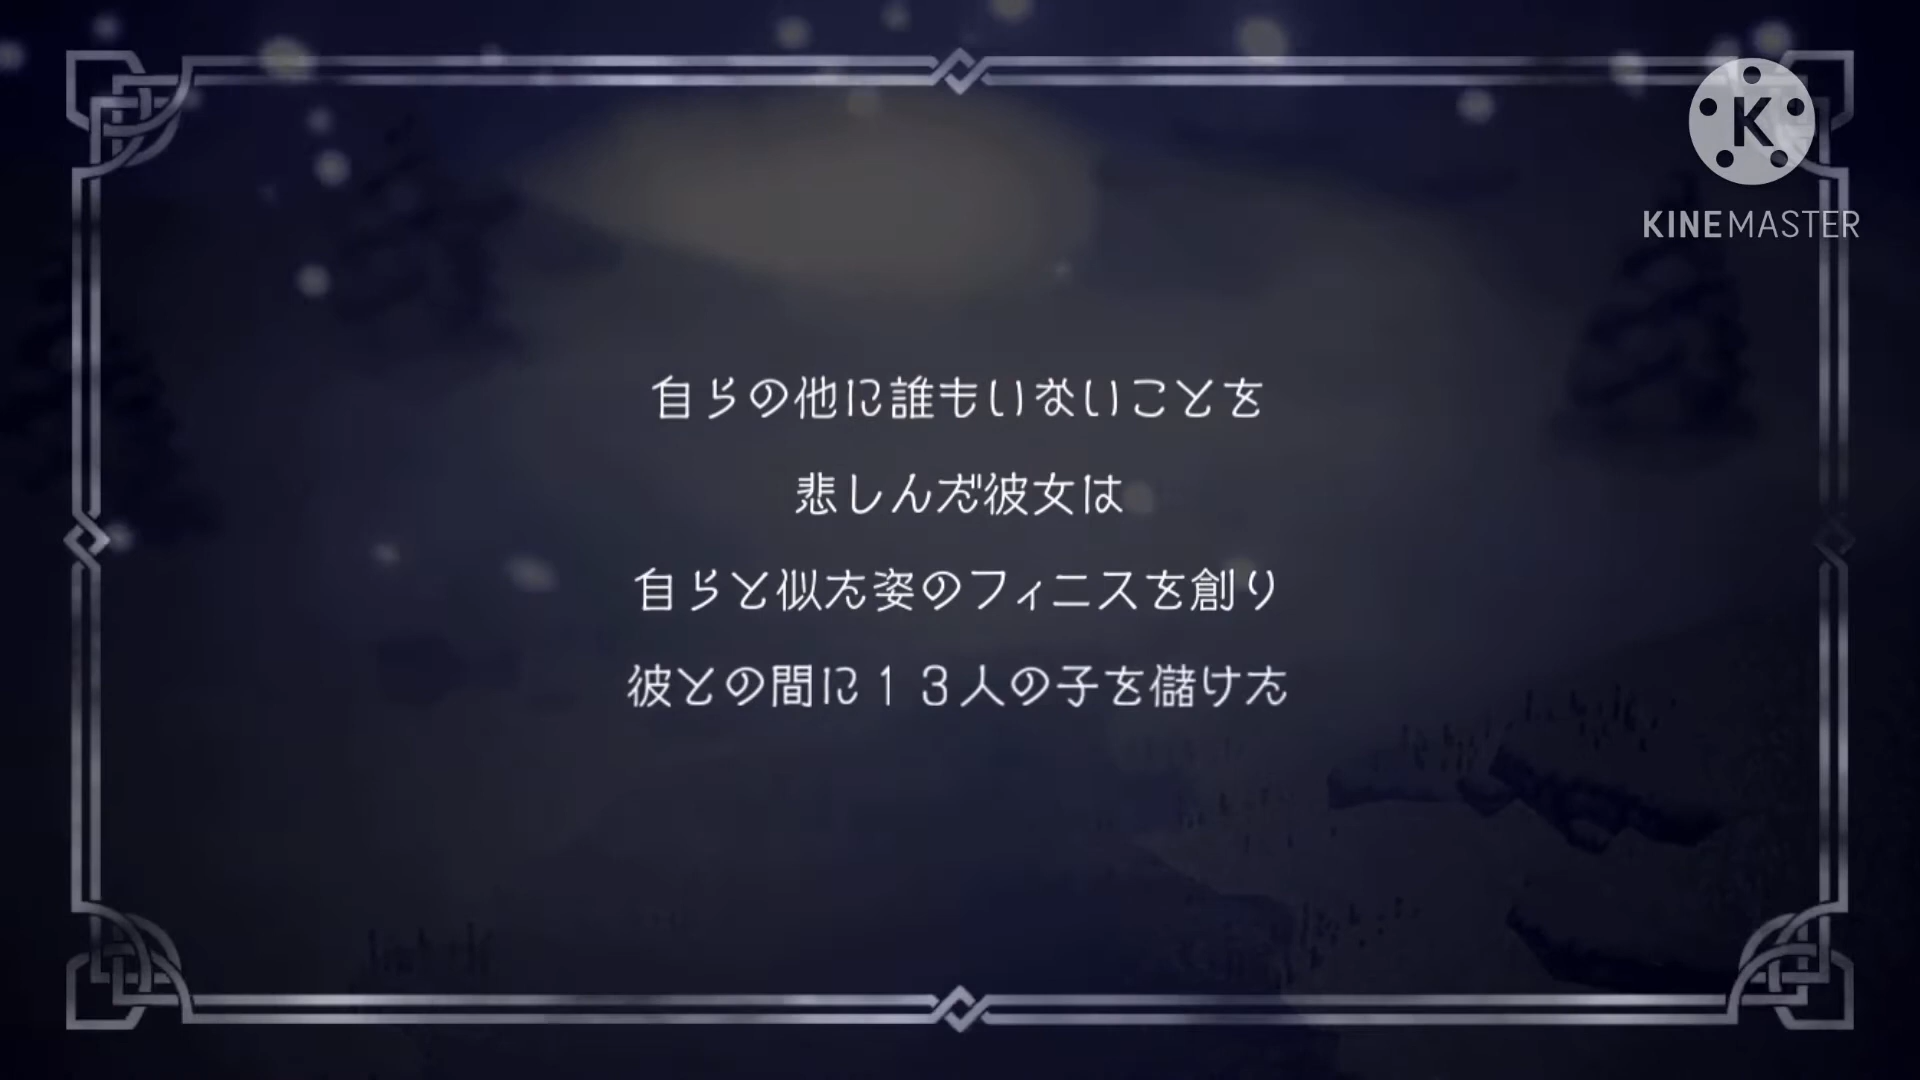 KINEMASTER
自らの他に誰もいないことを
悲しんだ彼女は
自らと似た姿のフィニスを創り
彼との間に１３人の子を儲けた